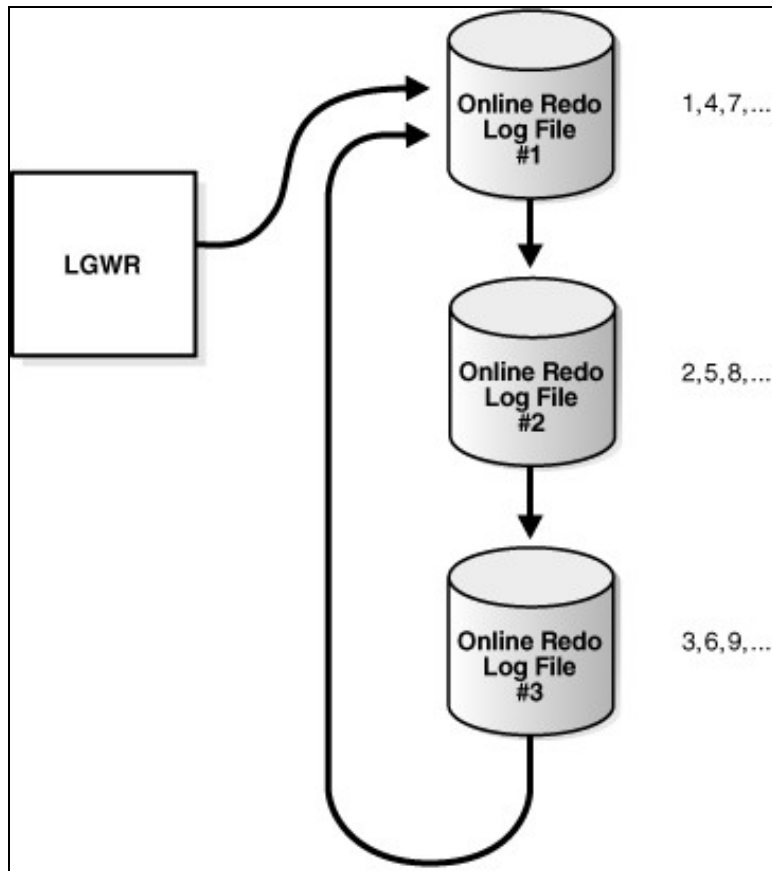 Online Redo
Log File
#1
1,4,7,...
LGWR
Online Redo
Log File
#2
2,5,8,...
Online Redo
Log File
#3
3,6,9,...